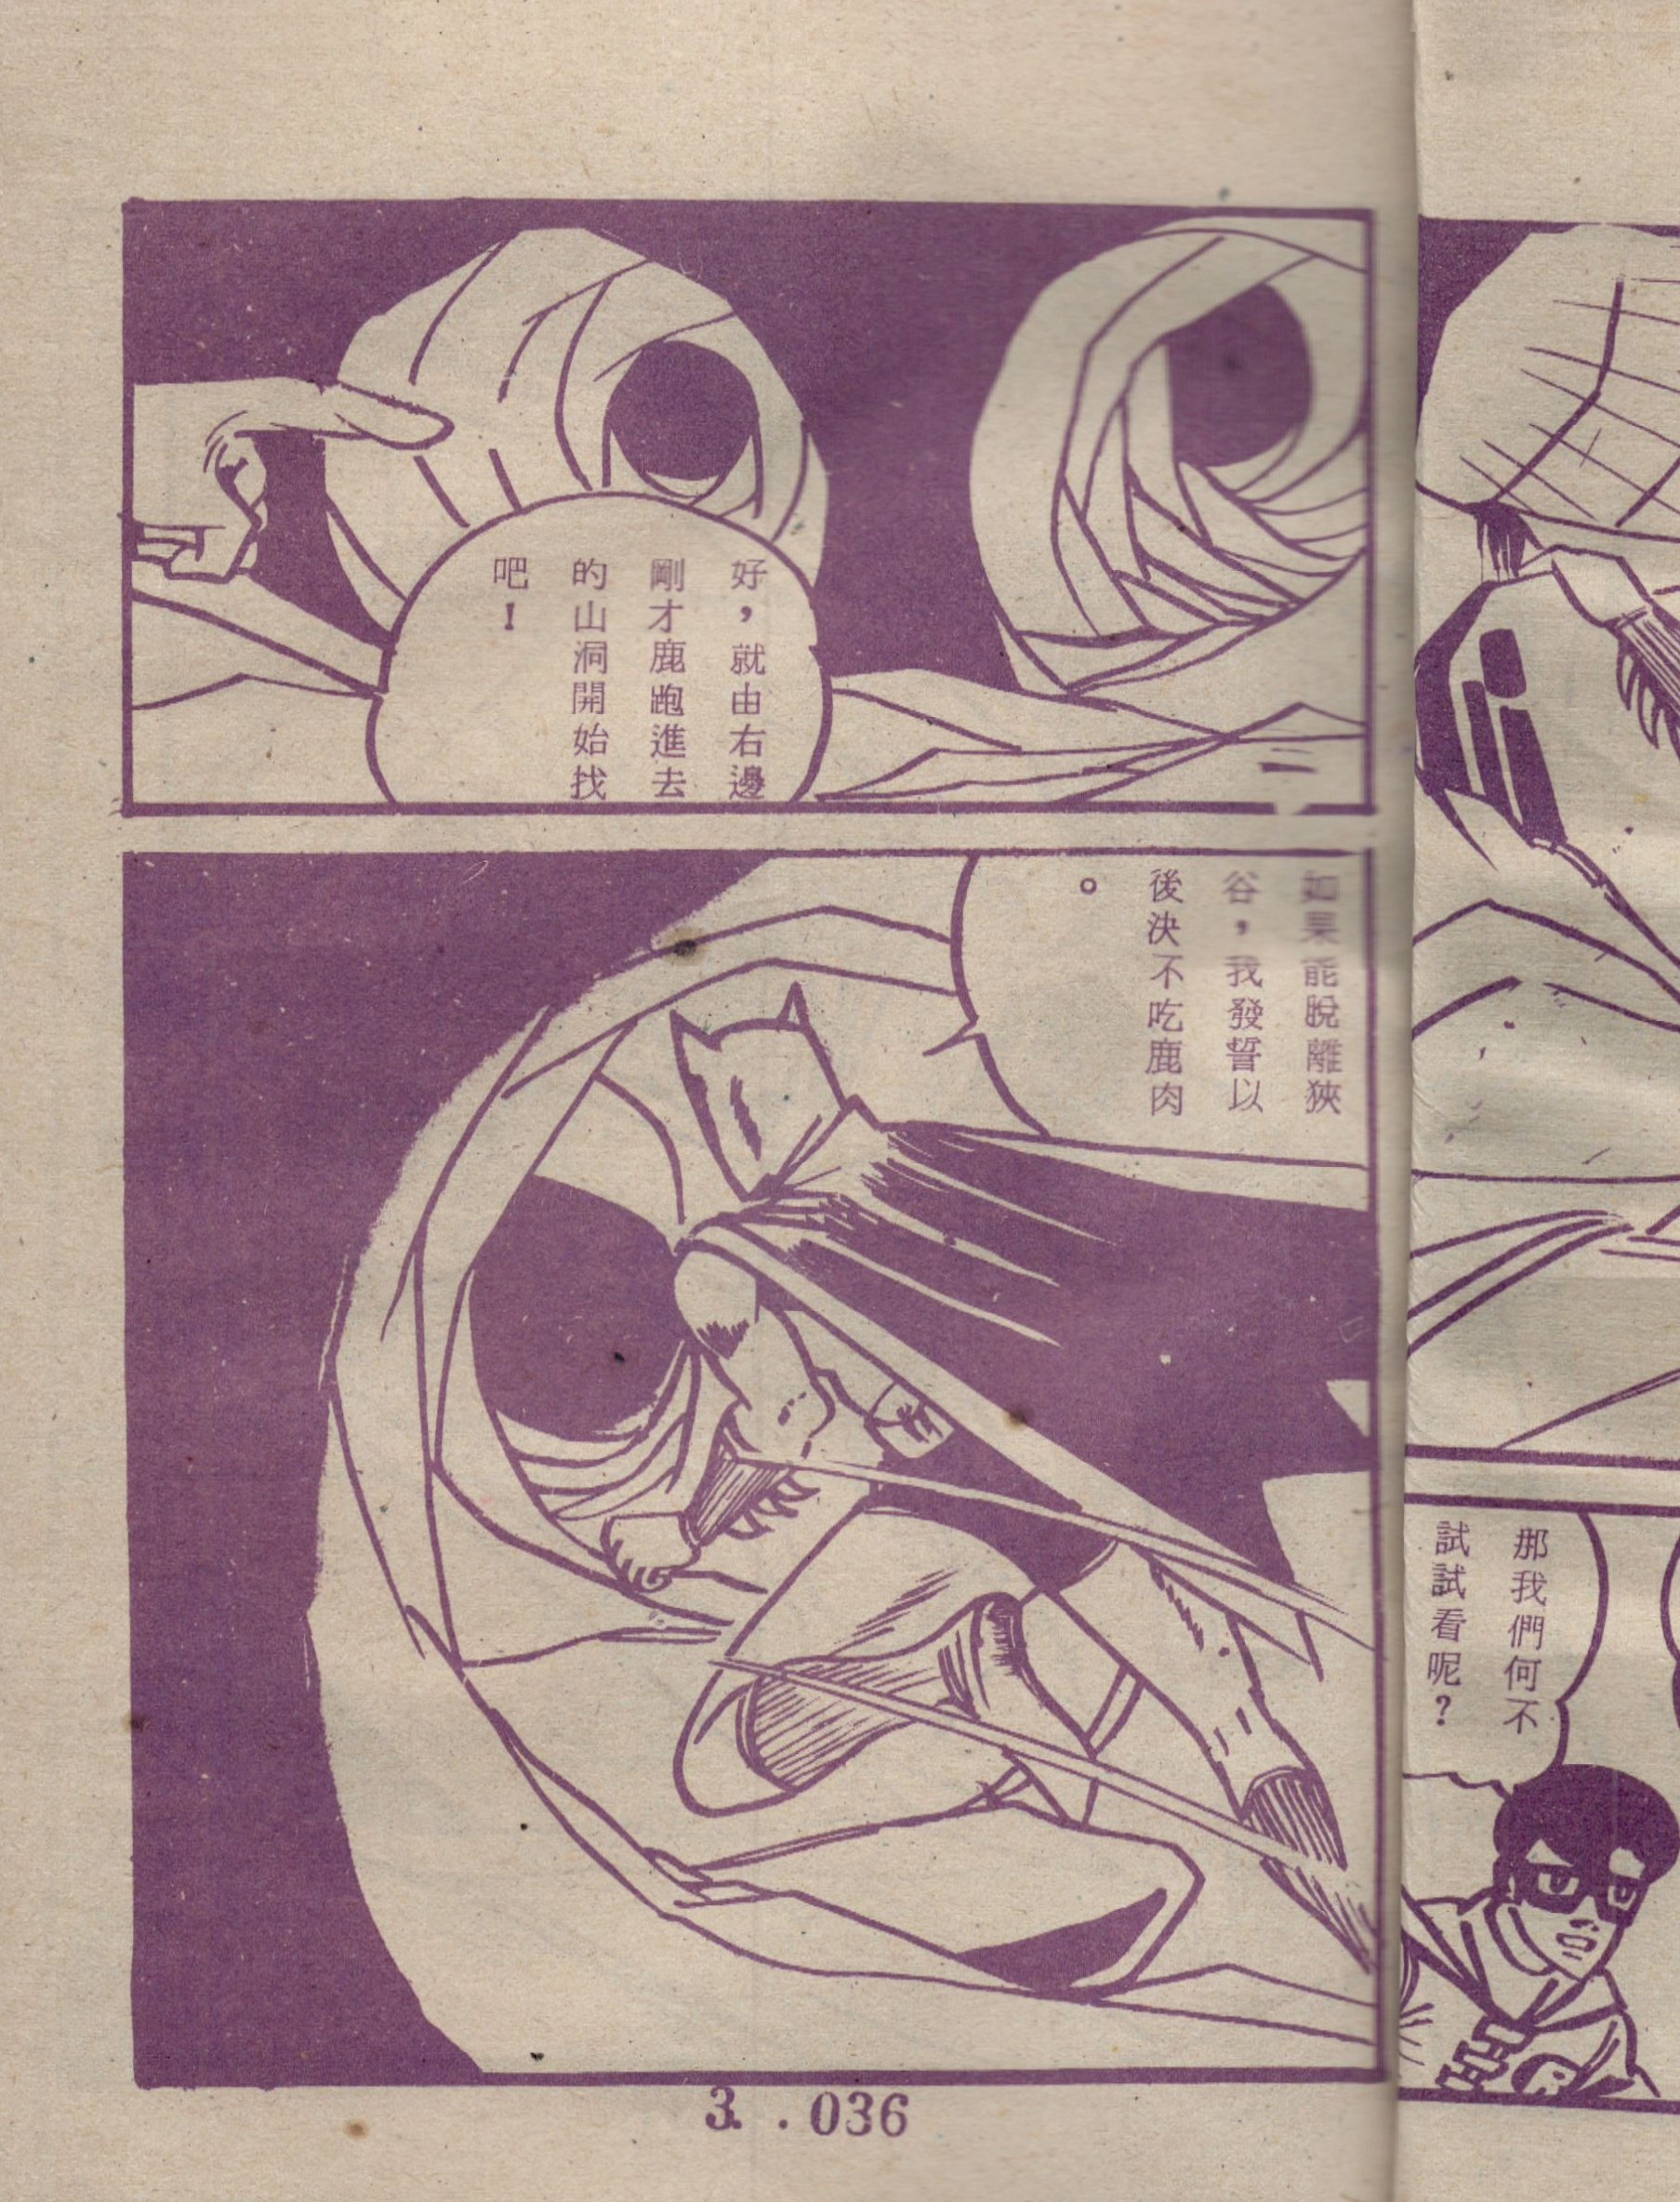 那我們何不
試試看呢？
好，就由右邊
剛才鹿跑進去
的山洞開始找
吧！
如果能脫離狹
谷，我發誓以
後決不吃鹿肉
。
3.036